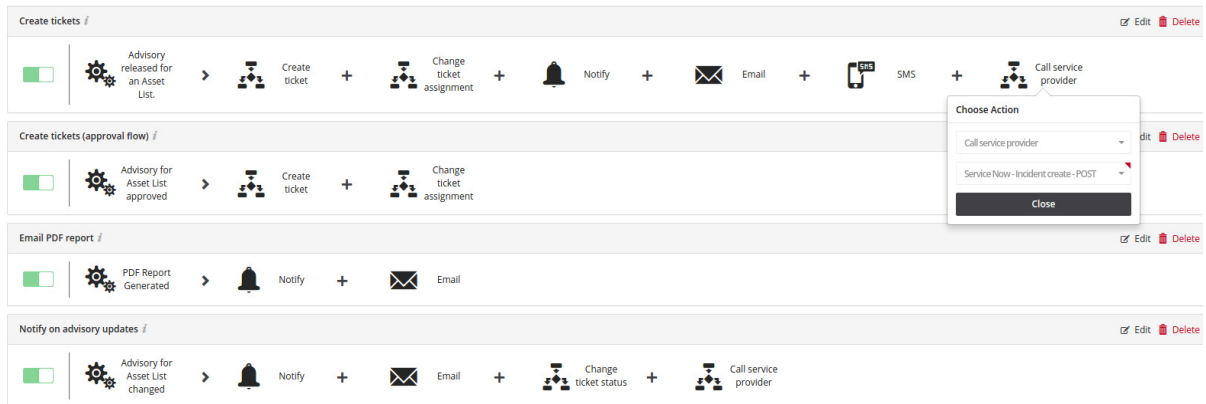 Create tickets i
Edit Delete
Advisory
released for
an Asset
List.
Create
ticket
Change
ticket
assignment
Notify
Email
SMS
SMS
Call service
provider
Choose Action
Call service provider
Service Now - Incident create - POST
Close
Create tickets (approval flow) i
dit Delete
Advisory for
Asset List
approved
Create
ticket
Change
ticket
assignment
Email PDF report i
Edit Delete
PDF Report
Generated
Notify
Email
Notify on advisory updates i
Edit Delete
Advisory for
Asset List
changed
Notify
Email
Change
ticket status
Call service
provider